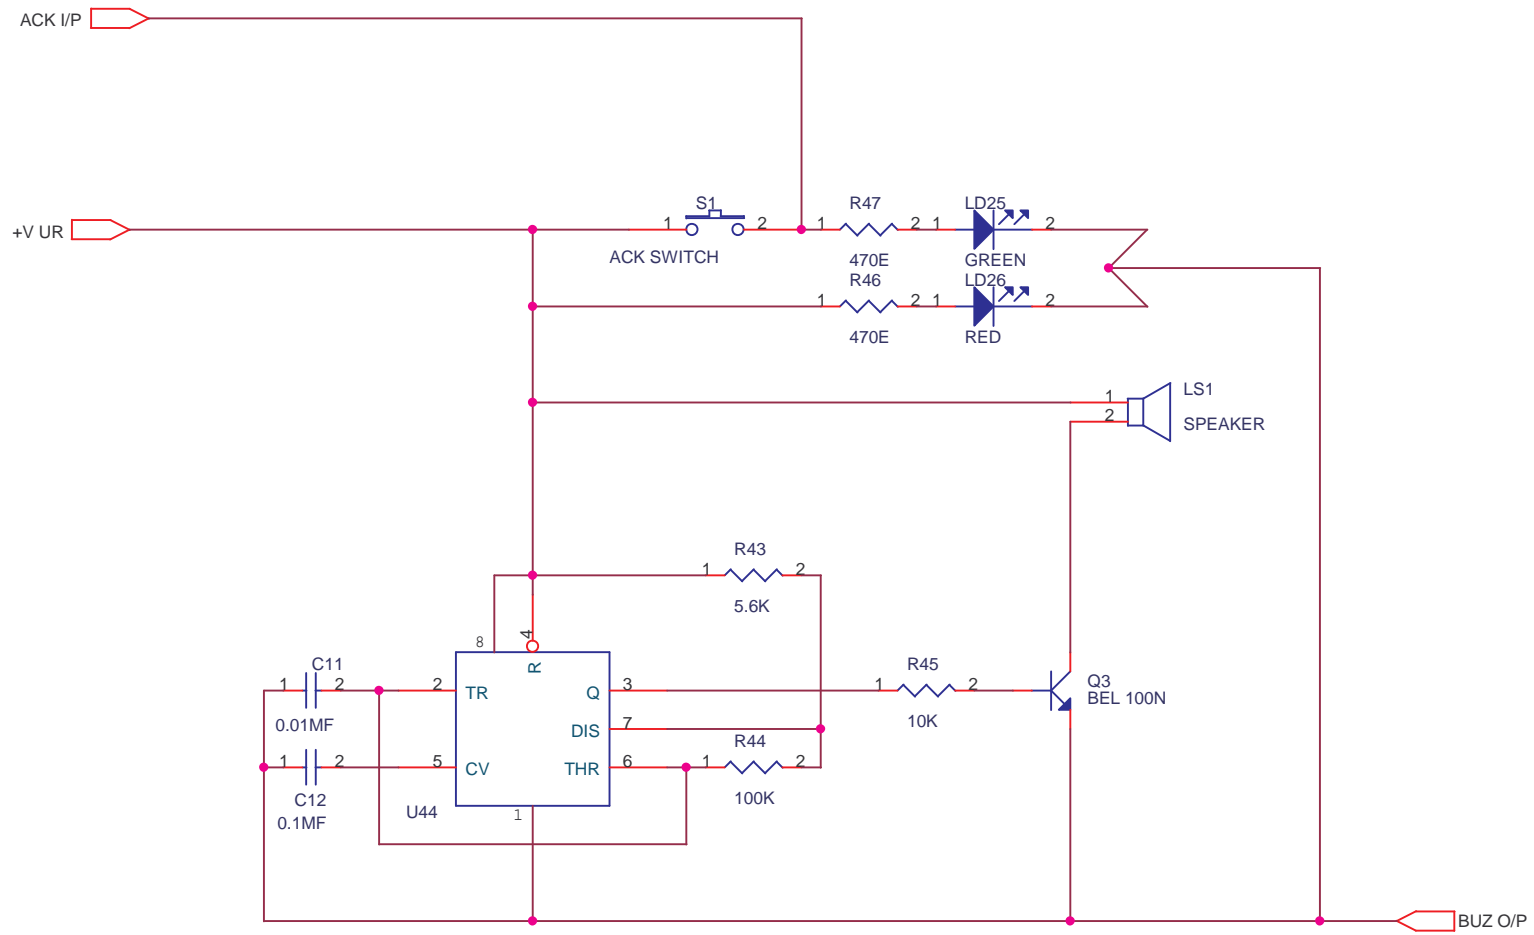 ACK I/P
+V UR
S1
1 2
ACK SWITCH
R47
1 2
470E
LD25
1 2
GREEN
R46
1 2
470E
LD26
1 2
RED
LS1
1
2
SPEAKER
R43
1 2
5.6K
8
4
R
C11
1 2
0.01MF
2
TR
Q
3
R45
1 2
10K
Q3
BEL 100N
DIS
7
R44
1 2
100K
C12
1 2
0.1MF
5
CV
THR
6
U44
1
BUZ O/P